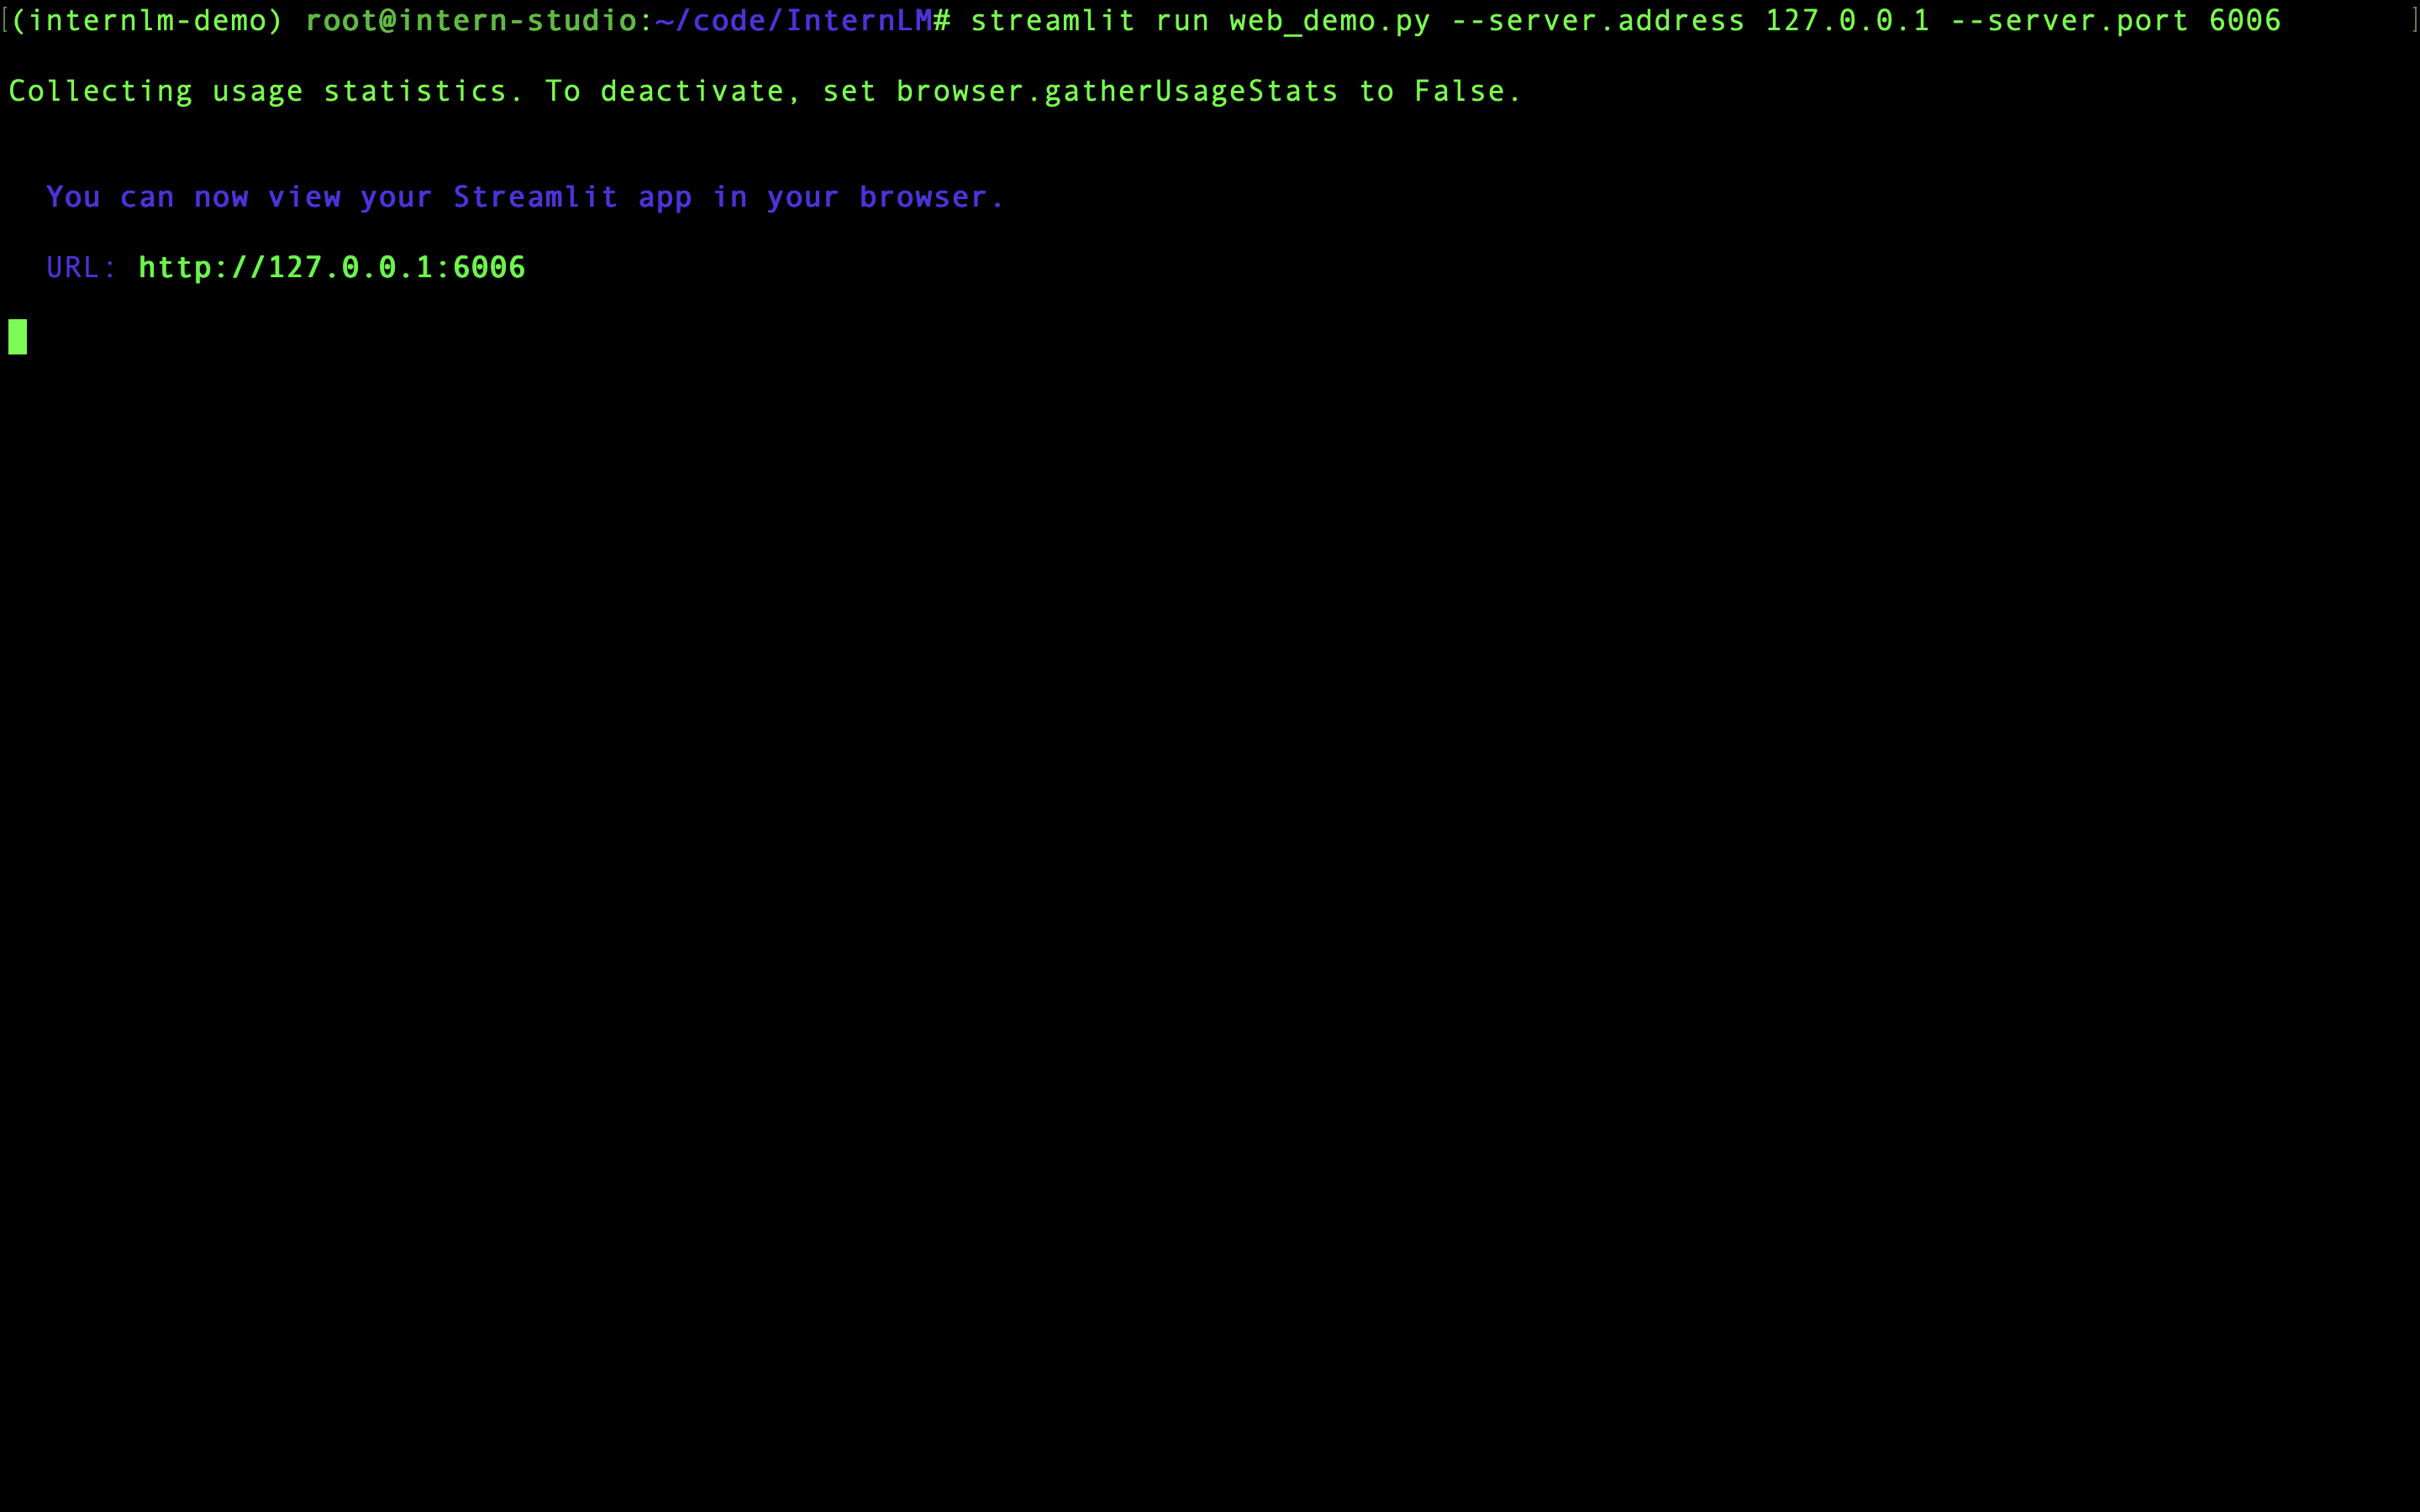 [(internlm-demo) root@intern-studio:~/code/InternLM# streamlit run web_demo.py --server.address 127.0.0.1 --server.port 6006 ]
Collecting usage statistics. To deactivate, set browser.gatherUsageStats to False.
You can now view your Streamlit app in your browser.
URL: http://127.0.0.1:6006